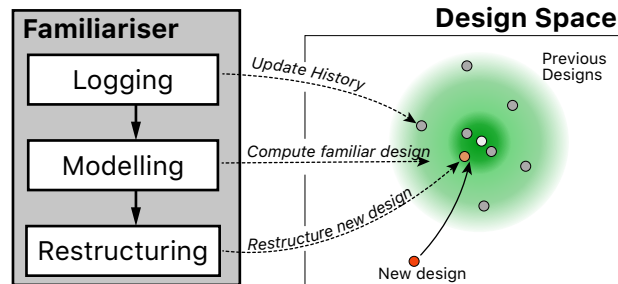 Familiariser
Design Space
Logging
Update History
Previous
Designs
Modelling
Compute familiar design
Restructuring
Restructure new design
New design